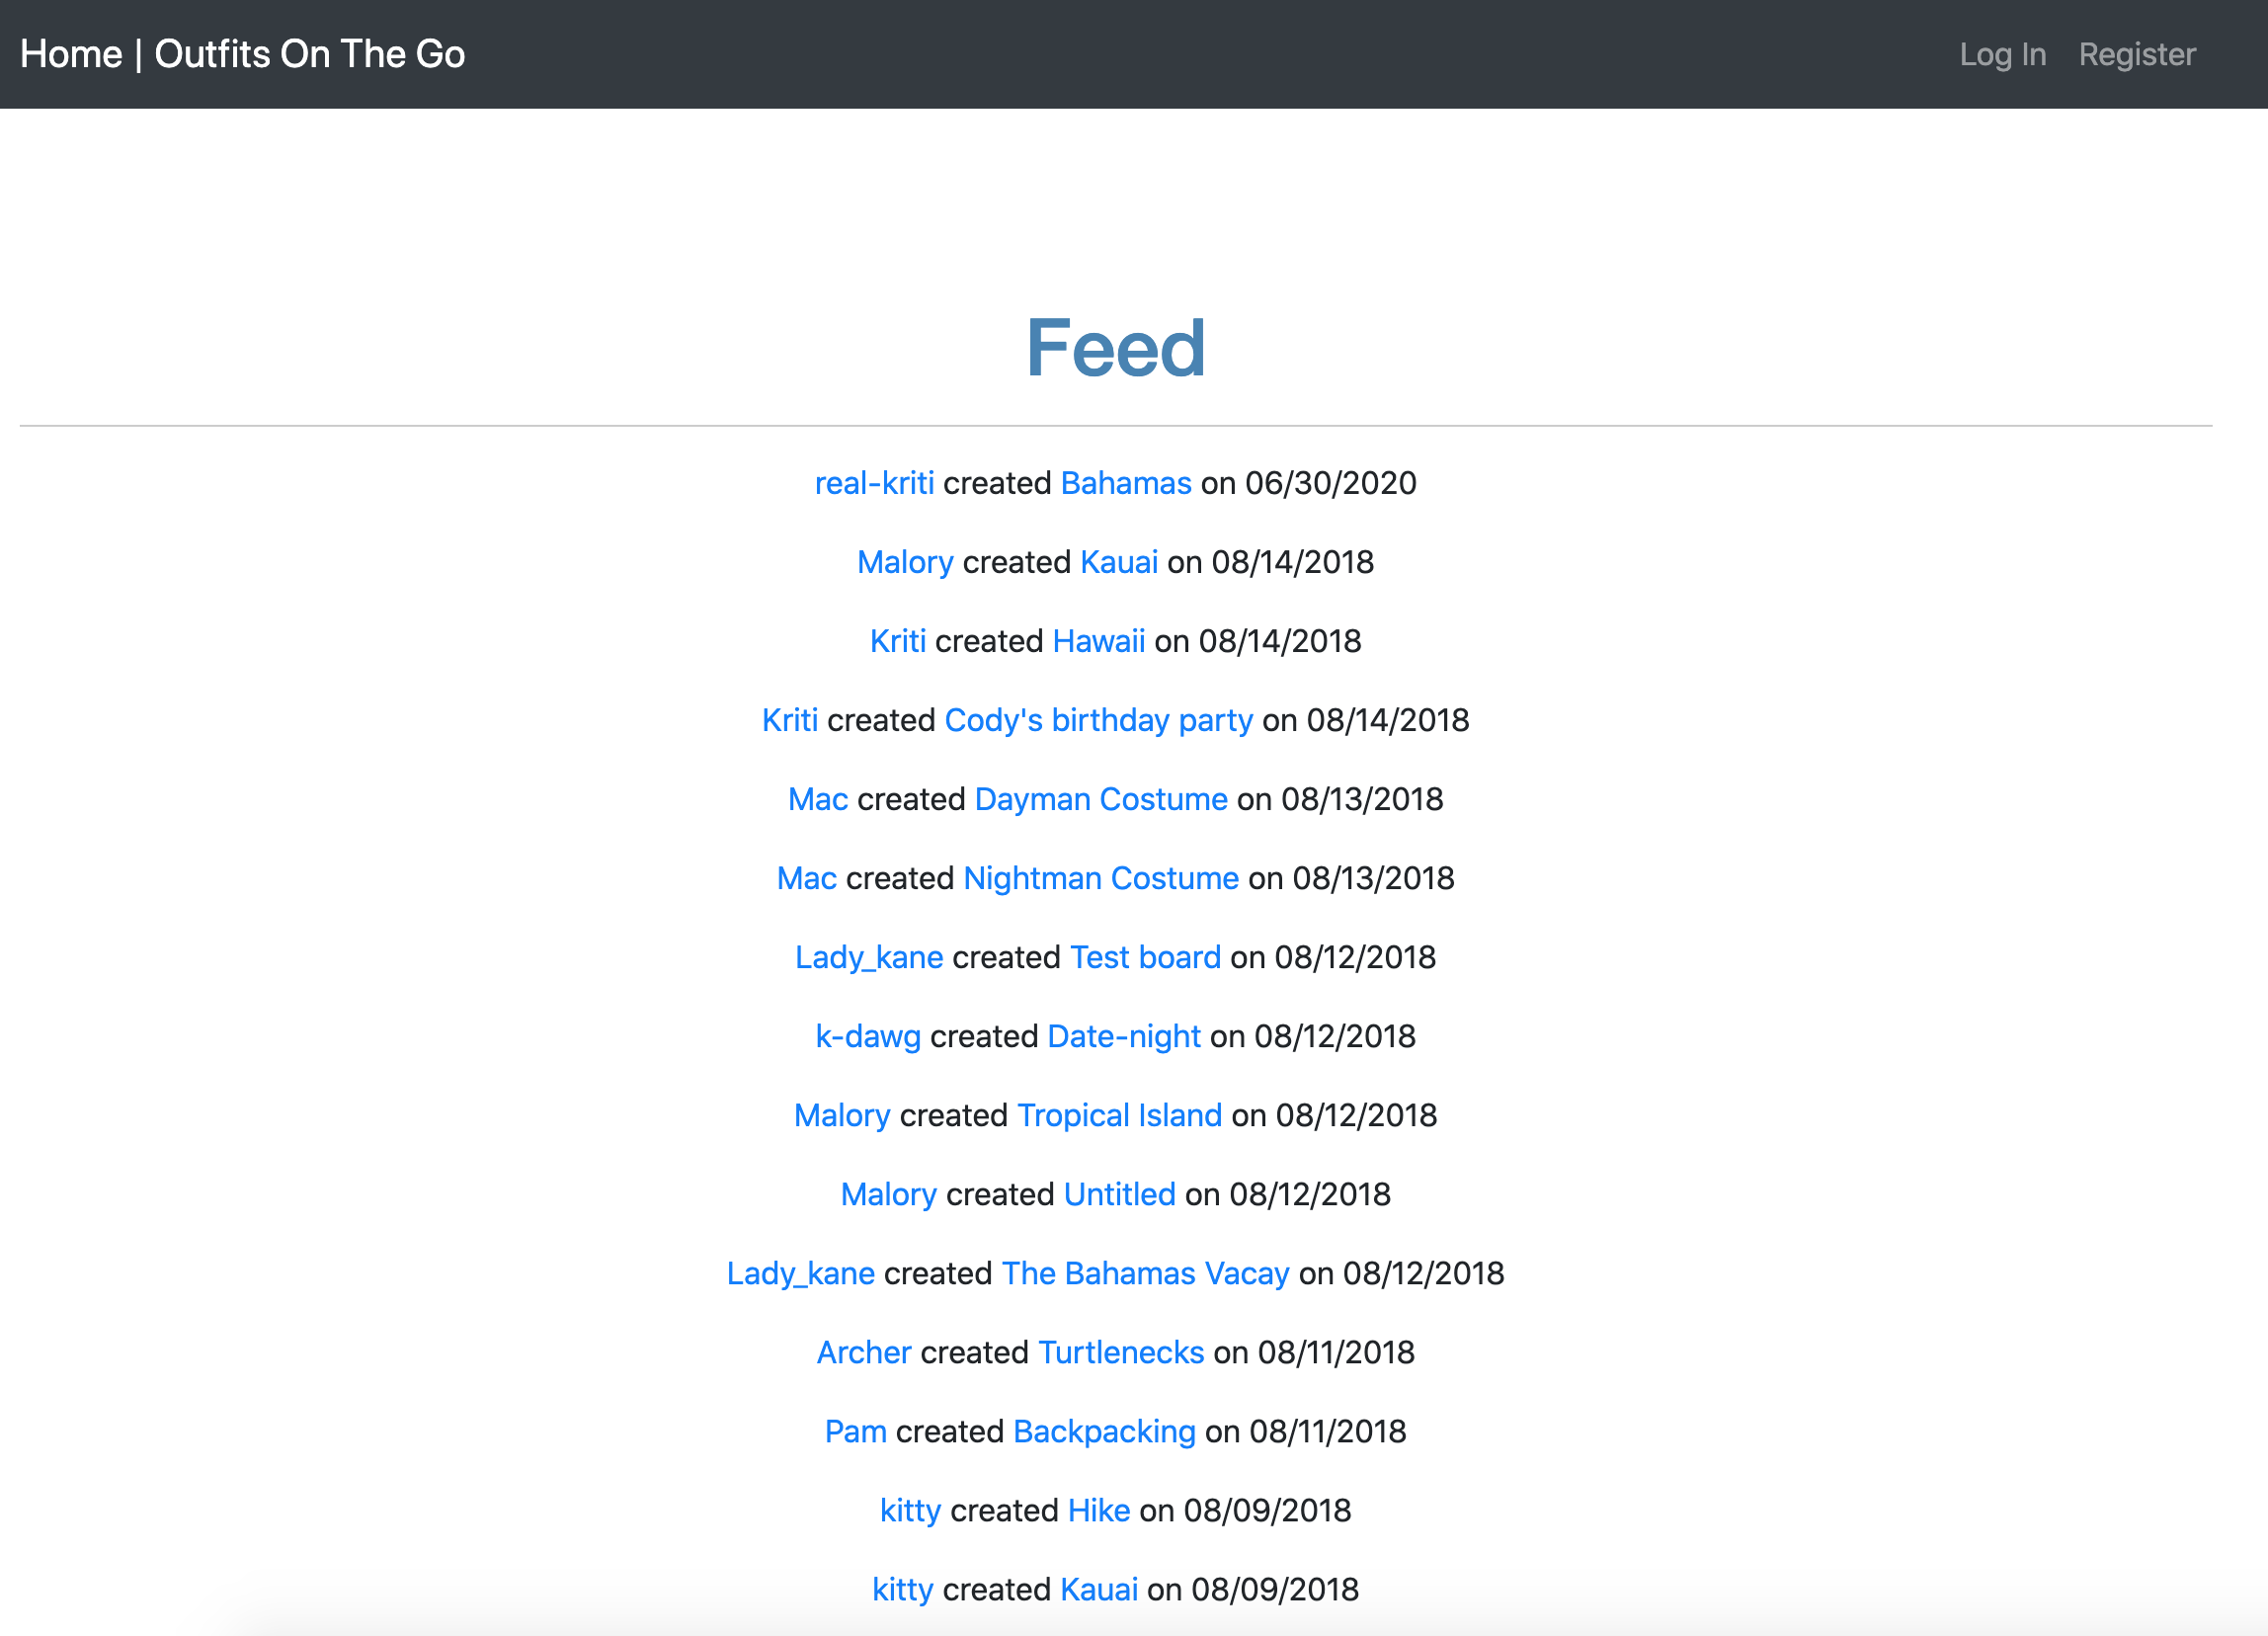 Home | Outfits On The Go
Log In Register
Feed
real-kriti created Bahamas on 06/30/2020
Malory created Kauai on 08/14/2018
Kriti created Hawaii on 08/14/2018
Kriti created Cody's birthday party on 08/14/2018
Mac created Dayman Costume on 08/13/2018
Mac created Nightman Costume on 08/13/2018
Lady_kane created Test board on 08/12/2018
k-dawg created Date-night on 08/12/2018
Malory created Tropical Island on 08/12/2018
Malory created Untitled on 08/12/2018
Lady_kane created The Bahamas Vacay on 08/12/2018
Archer created Turtlenecks on 08/11/2018
Pam created Backpacking on 08/11/2018
kitty created Hike on 08/09/2018
kitty created Kauai on 08/09/2018